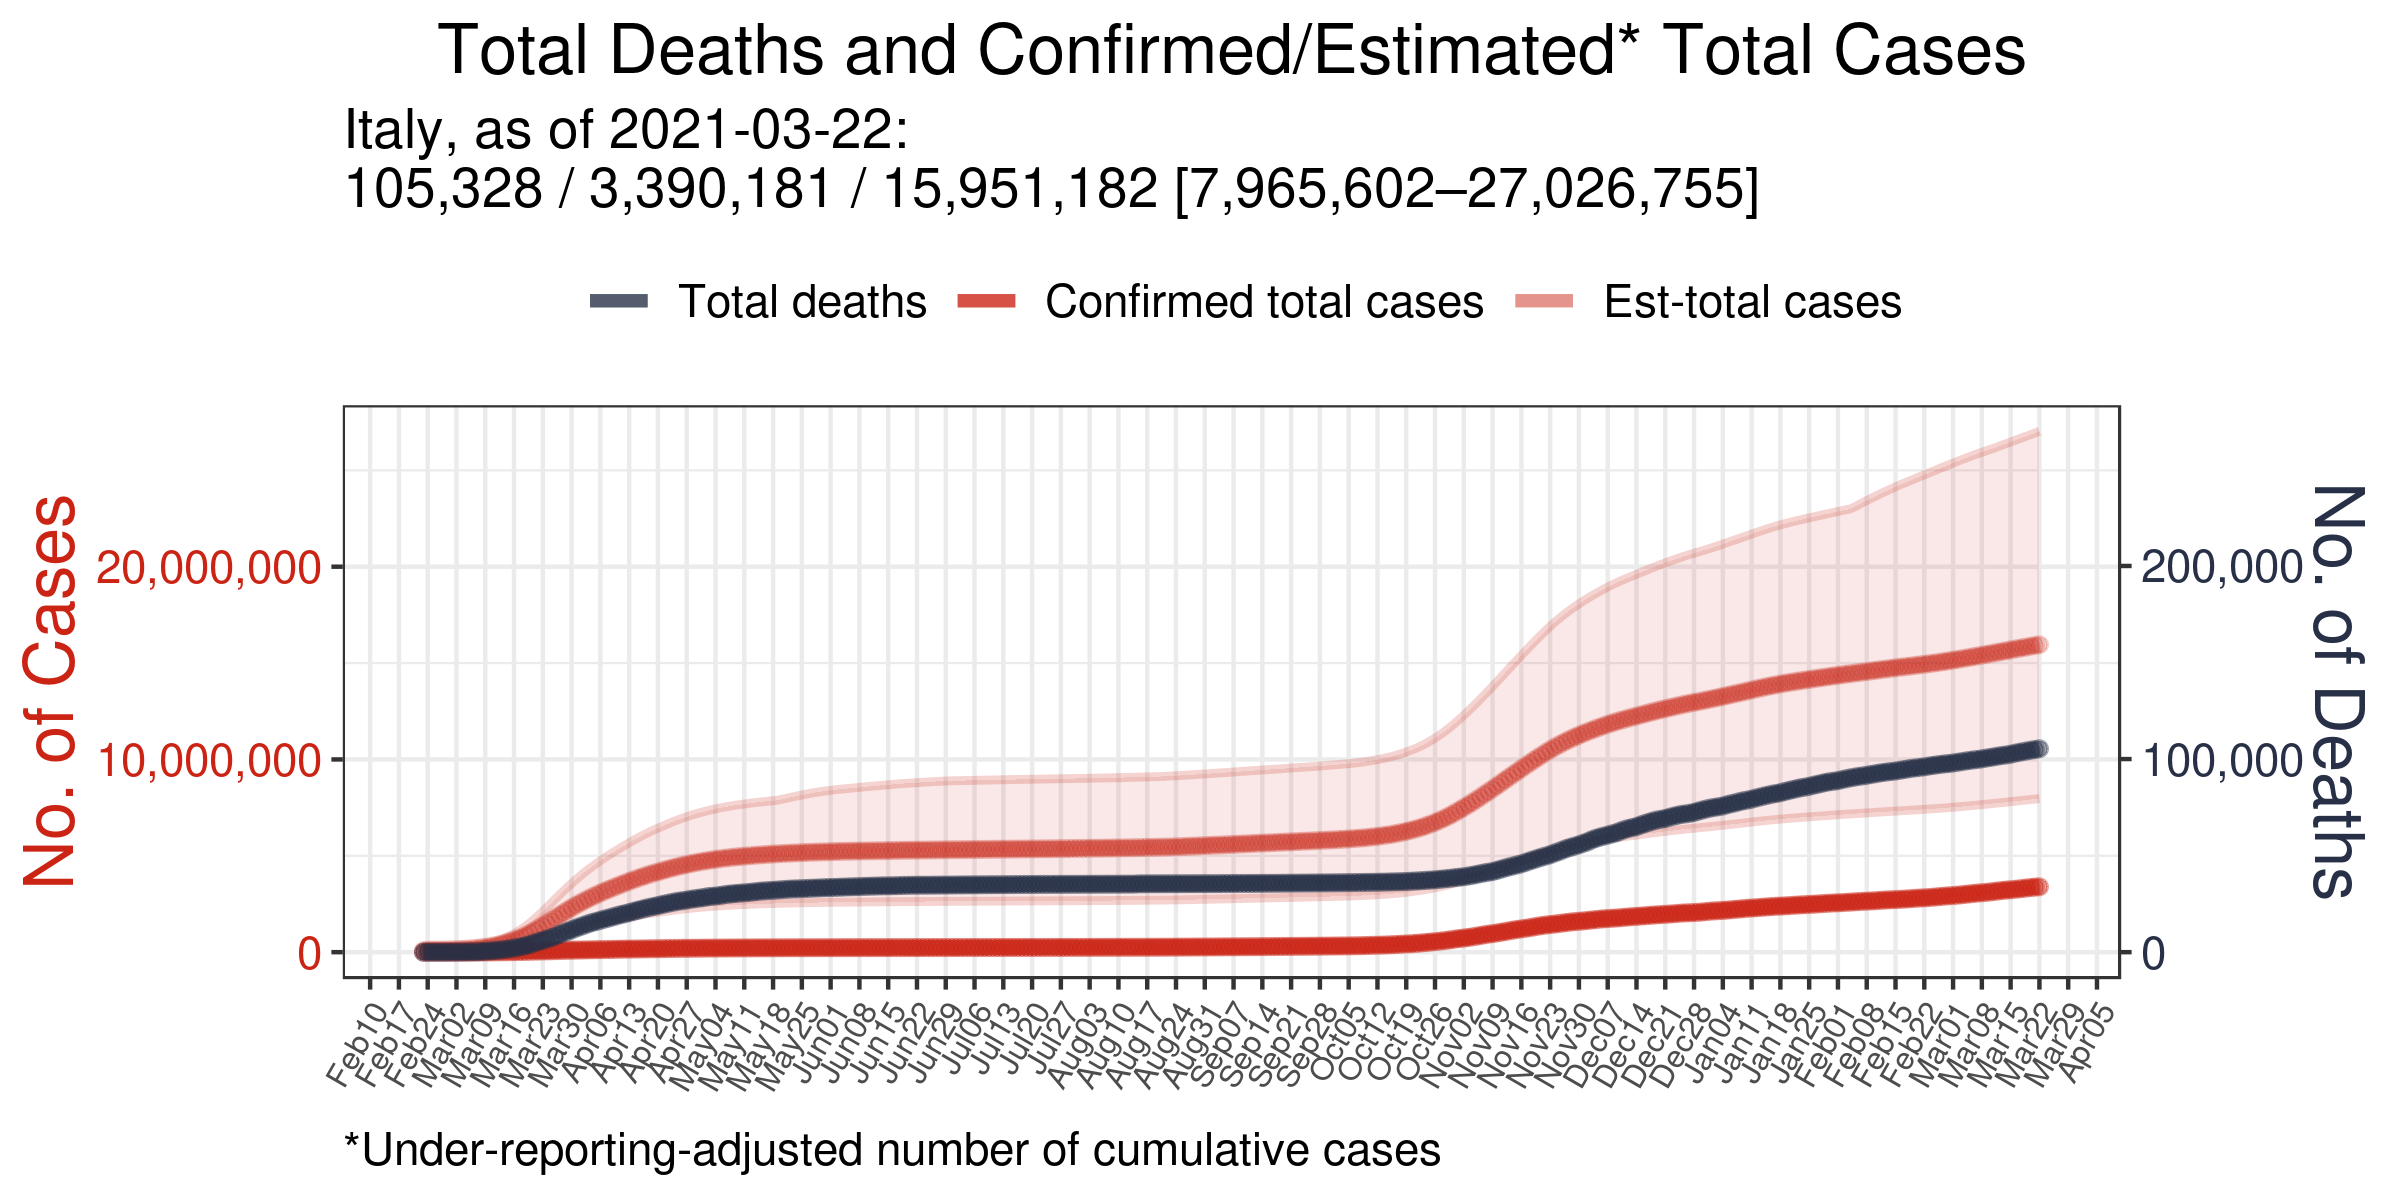 Total Deaths and Confirmed/Estimated* Total Cases
Italy, as of 2021-03-22:
105,328 / 3,390,181 / 15,951,182 [7,965,602–27,026,755]
Total deaths
Confirmed total cases
Est-total cases
No. of Cases
20,000,000
10,000,000
0
200,000
100,000
0
No. of Deaths
Feb10
Feb17
Feb24
Mar02
Mar09
Mar16
Mar23
Mar30
Apr06
Apr13
Apr20
Apr27
May04
May11
May18
May25
Jun01
Jun08
Jun15
Jun22
Jun29
Jul06
Jul13
Jul20
Jul27
Aug03
Aug10
Aug17
Aug24
Aug31
Sep07
Sep14
Sep21
Sep28
Oct05
Oct12
Oct19
Oct26
Nov02
Nov09
Nov16
Nov23
Nov30
Dec07
Dec14
Dec21
Dec28
Jan04
Jan11
Jan18
Jan25
Feb01
Feb08
Feb15
Feb22
Mar01
Mar08
Mar15
Mar22
Mar29
Apr05
*Under-reporting-adjusted number of cumulative cases